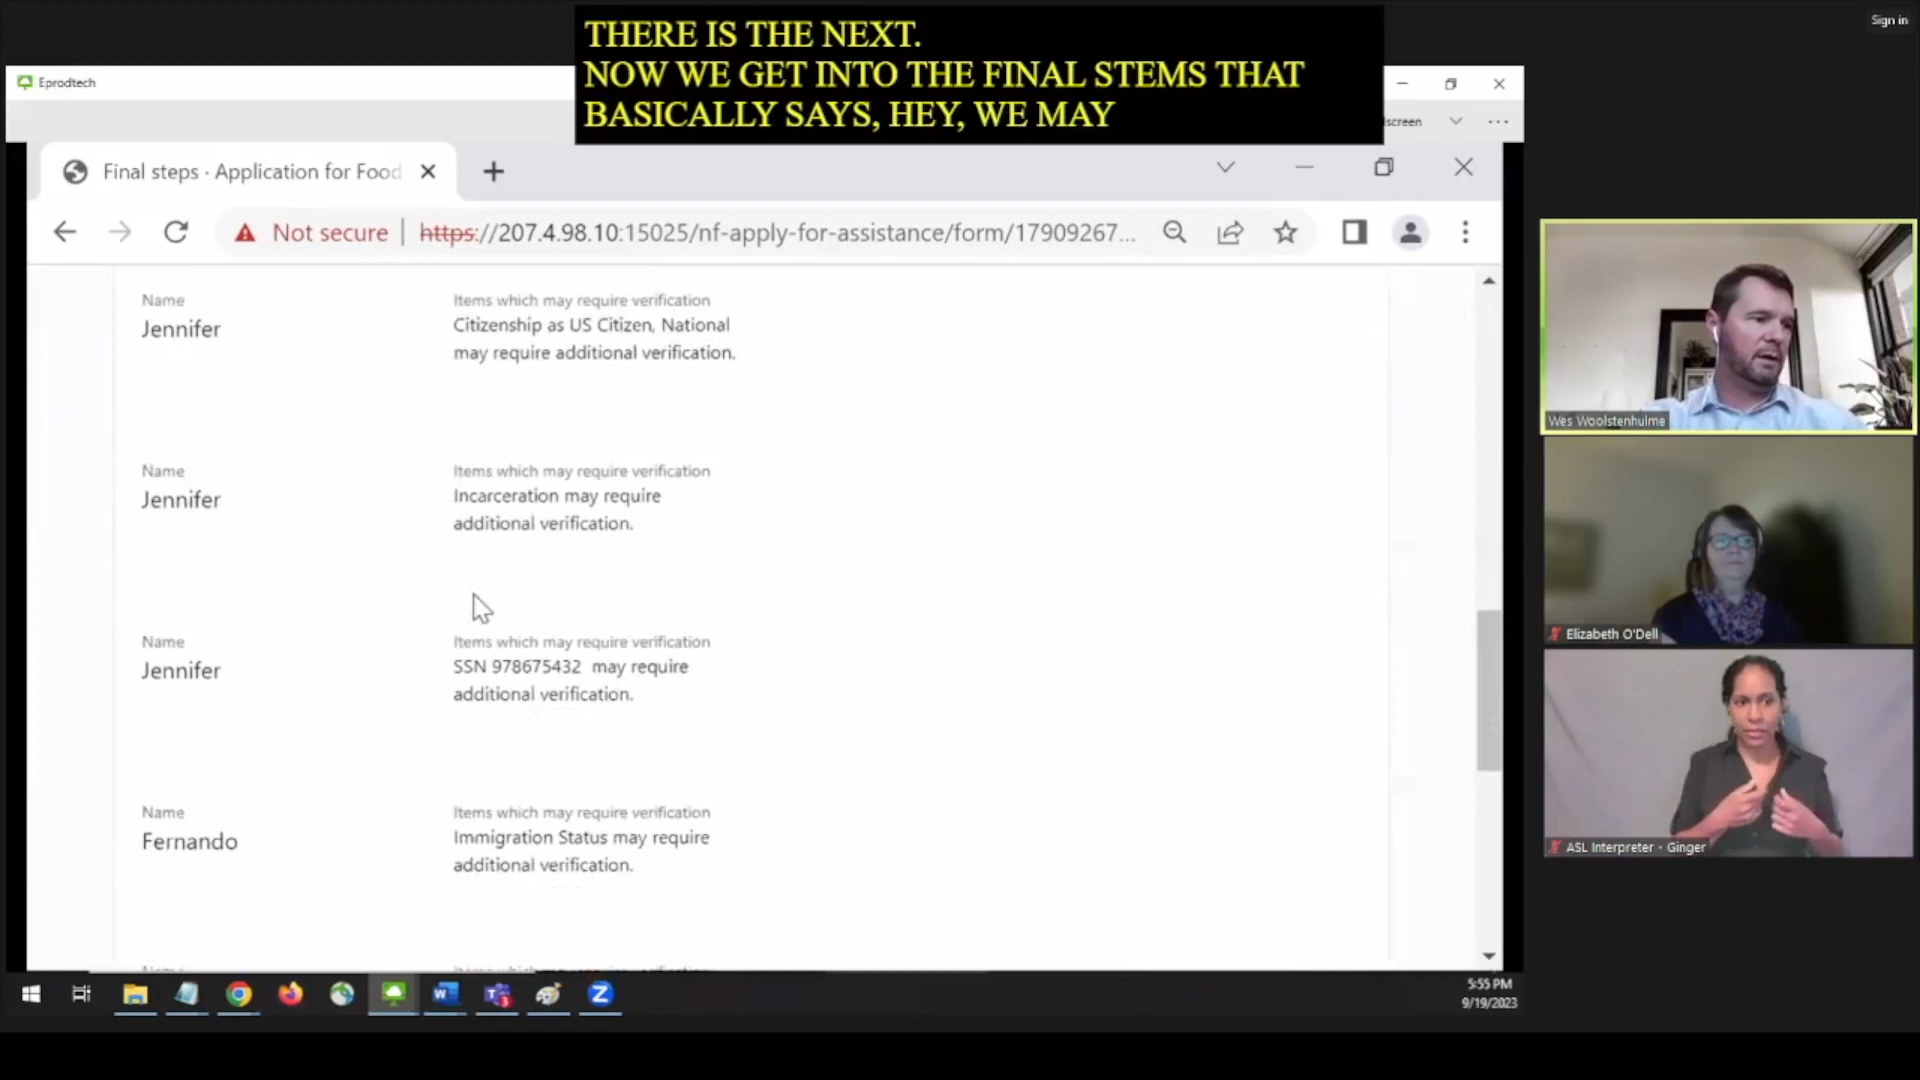 Sign in
THERE IS THE NEXT.
NOW WE GET INTO THE FINAL STEMS THAT
BASICALLY SAYS, HEY, WE MAY
Eprodtech
screen
Final steps · Application for Food
Not secure
https://207.4.98.10:15025/nf-apply-for-assistance/form/17909267...
Name
Jennifer
Items which may require verification
Citizenship as US Citizen, National
may require additional verification.
Name
Jennifer
Items which may require verification
Incarceration may require
additional verification.
Name
Jennifer
Items which may require verification
SSN 978675432 may require
additional verification.
Name
Fernando
Items which may require verification
Immigration Status may require
additional verification.
Wes Woolstenhulme
Elizabeth O'Dell
ASL Interpreter - Ginger
5:55 PM
9/19/2023